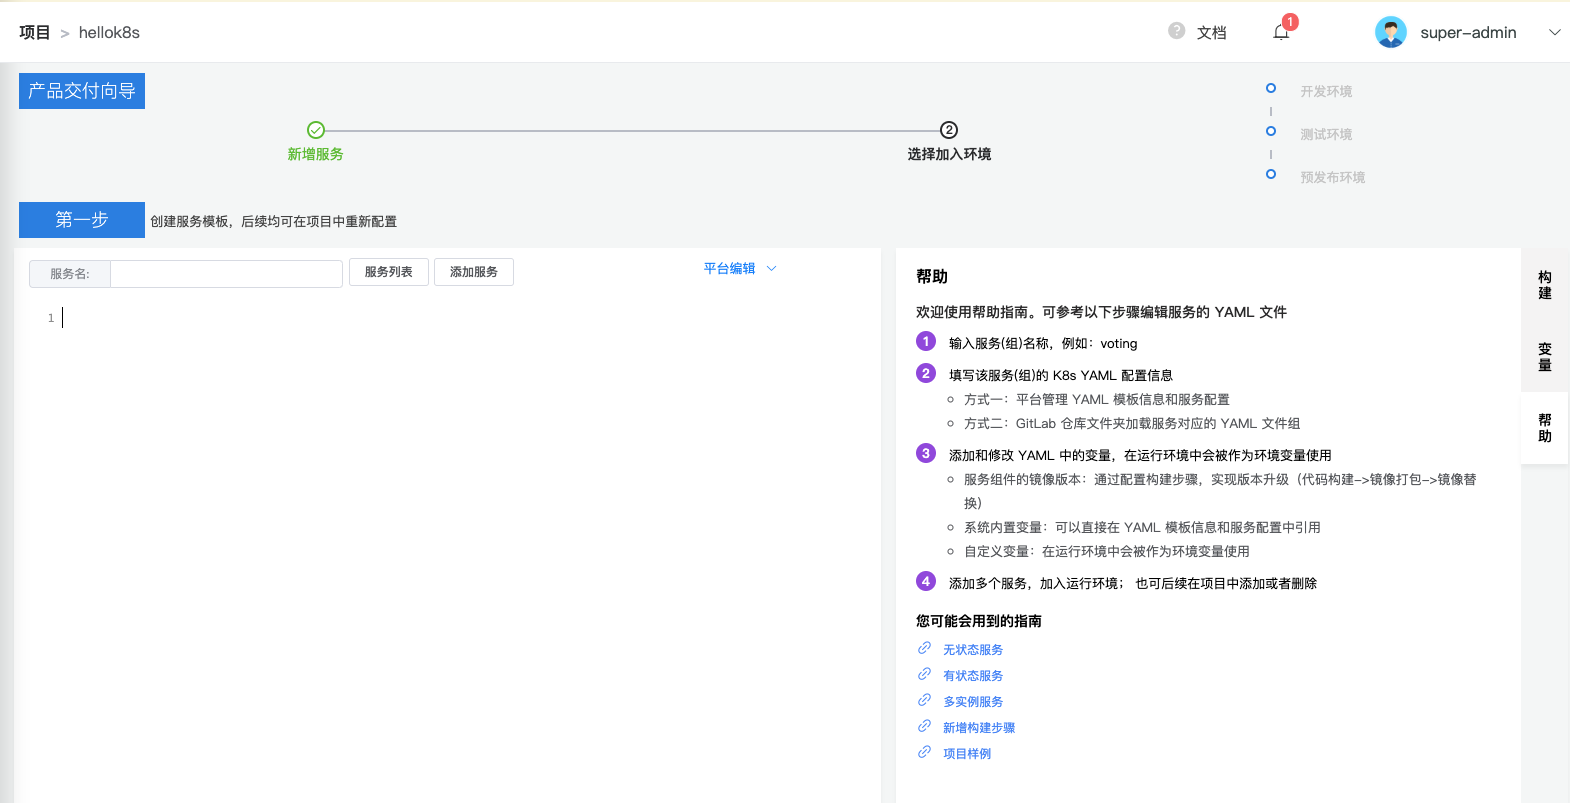 项目 > hellok8s
? 文档
1
super-admin
产品交付向导
新增服务
2
选择加入环境
开发环境
测试环境
预发布环境
第一步 创建服务模板，后续均可在项目中重新配置
服务名:
服务列表
添加服务
平台编辑
1
帮助
欢迎使用帮助指南。可参考以下步骤编辑服务的 YAML 文件
1 输入服务(组)名称，例如：voting
2 填写该服务(组)的 K8s YAML 配置信息
方式一：平台管理 YAML 模板信息和服务配置
方式二：GitLab 仓库文件夹加载服务对应的 YAML 文件组
3 添加和修改 YAML 中的变量，在运行环境中会被作为环境变量使用
服务组件的镜像版本：通过配置构建步骤，实现版本升级（代码构建->镜像打包->镜像替
换）
系统内置变量：可以直接在 YAML 模板信息和服务配置中引用
自定义变量：在运行环境中会被作为环境变量使用
4 添加多个服务，加入运行环境； 也可后续在项目中添加或者删除
您可能会用到的指南
无状态服务
有状态服务
多实例服务
新增构建步骤
项目样例
构建
变量
帮助